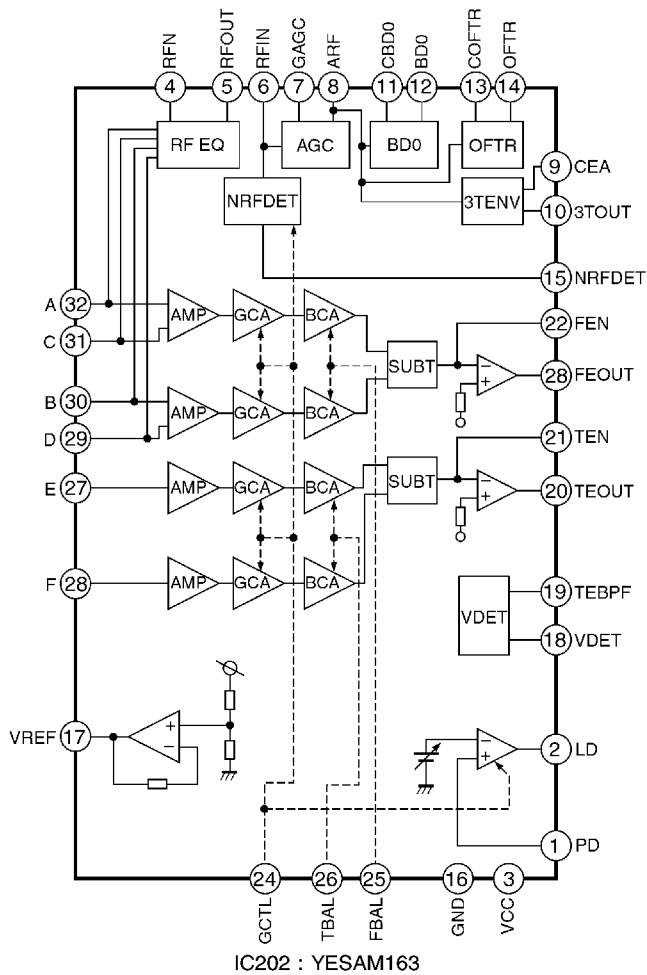 RFN RFOUT RFIN GAGC ARF CBD0 BD0 COFTR OFTR
4 5 6 7 8 11 12 13 14
RF EQ AGC BD0 OFTR
9 CEA
NRFDET 3TENV
10 3TOUT
15 NRFDET
A 32 AMP GCA BCA
22 FEN
C 31
SUBT − +
28 FEOUT
B 30 AMP GCA BCA
D 29
21 TEN
E 27 AMP GCA BCA
SUBT − +
20 TEOUT
F 28 AMP GCA BCA
19 TEBPF
VDET
18 VDET
VREF 17 + −
− + 2 LD
1 PD
24 26 25 16 3
GCTL TBAL FBAL GND VCC
IC202 : YESAM163